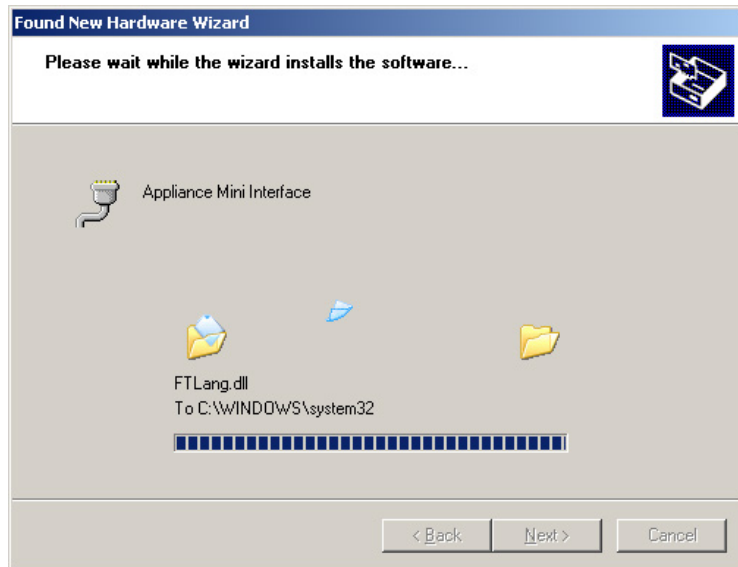 Found New Hardware Wizard
Please wait while the wizard installs the software...
Appliance Mini Interface
FTLang.dll
To C:\WINDOWS\system32
< Back
Next >
Cancel